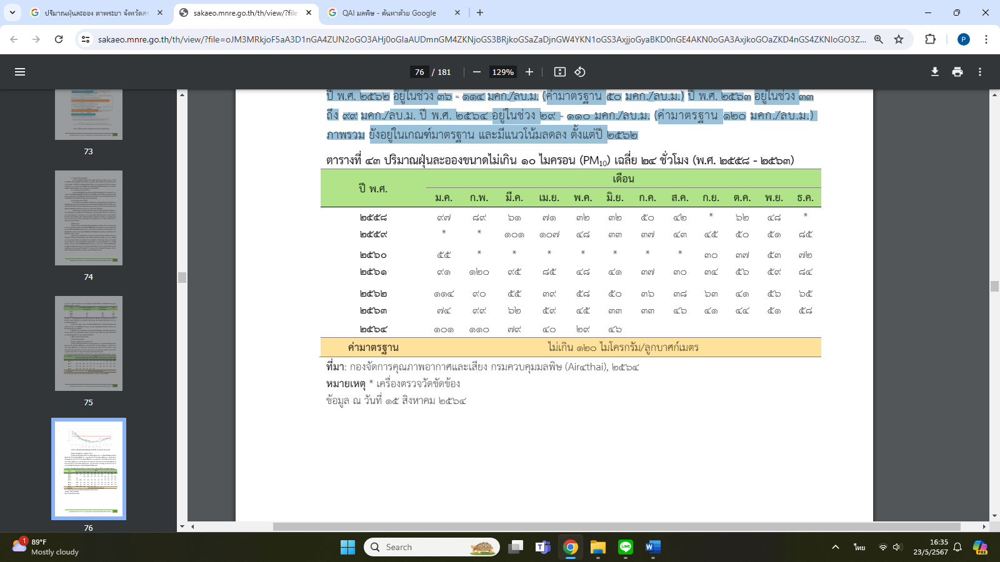 ปริมาณฝุ่นละออง ตาพระยา จังหวัดสร
sakaeo.mnre.go.th/th/view/?file
QAI มลพิษ - ค้นหาด้วย Google
P
76 / 181
129%
73
74
75
76
ปี พ.ศ. ๒๕๖๒ อยู่ในช่วง ๓๖ - ๑๑๔ มคก./ลบ.ม. (ค่ามาตรฐาน ๕๐ มคก./ลบ.ม.) ปี พ.ศ. ๒๕๖๓ อยู่ในช่วง ๓๓
ถึง ๙๙ มคก./ลบ.ม. ปี พ.ศ. ๒๕๖๔ อยู่ในช่วง ๒๙ - ๑๑๐ มคก./ลบ.ม. (ค่ามาตรฐาน ๑๒๐ มคก./ลบ.ม.)
ภาพรวม ยังอยู่ในเกณฑ์มาตรฐาน และมีแนวโน้มลดลง ตั้งแต่ปี ๒๕๖๒
ตารางที่ ๔๓ ปริมาณฝุ่นละอองขนาดไม่เกิน ๑๐ ไมครอน (PM10) เฉลี่ย ๒๔ ชั่วโมง (พ.ศ. ๒๕๕๘ - ๒๕๖๓)
ปี พ.ศ. เดือน
ม.ค. ก.พ. มี.ค. เม.ย. พ.ค. มิ.ย. ก.ค. ส.ค. ก.ย. ต.ค. พ.ย. ธ.ค.
๒๕๕๘ ๙๗ ๘๙ ๖๑ ๗๑ ๓๒ ๓๒ ๕๐ ๔๒ * ๖๒ ๔๘ *
๒๕๕๙ * * ๑๐๑ ๑๐๗ ๔๘ ๓๓ ๓๗ ๔๓ ๔๕ ๕๐ ๕๑ ๘๕
๒๕๖๐ ๕๕ * * * * * * * ๓๐ ๓๗ ๕๓ ๗๒
๒๕๖๑ ๙๑ ๑๒๐ ๙๕ ๘๕ ๔๘ ๔๑ ๓๗ ๓๐ ๓๔ ๕๖ ๕๙ ๘๔
๒๕๖๒ ๑๑๔ ๙๐ ๕๕ ๓๙ ๕๘ ๕๐ ๓๖ ๓๘ ๖๓ ๔๑ ๕๖ ๖๕
๒๕๖๓ ๗๔ ๙๙ ๖๒ ๕๙ ๔๕ ๓๓ ๓๓ ๔๖ ๔๑ ๔๔ ๕๑ ๕๘
๒๕๖๔ ๑๐๑ ๑๑๐ ๗๙ ๔๐ ๒๙ ๔๖
ค่ามาตรฐาน ไม่เกิน ๑๒๐ ไมโครกรัม/ลูกบาศก์เมตร
ที่มา: กองจัดการคุณภาพอากาศและเสียง กรมควบคุมมลพิษ (Air๔thai), ๒๕๖๔
หมายเหตุ * เครื่องตรวจวัดขัดข้อง
ข้อมูล ณ วันที่ ๑๕ สิงหาคม ๒๕๖๔
1
89°F
Mostly cloudy
Search
ไทย
16:35
23/5/2567
PRE